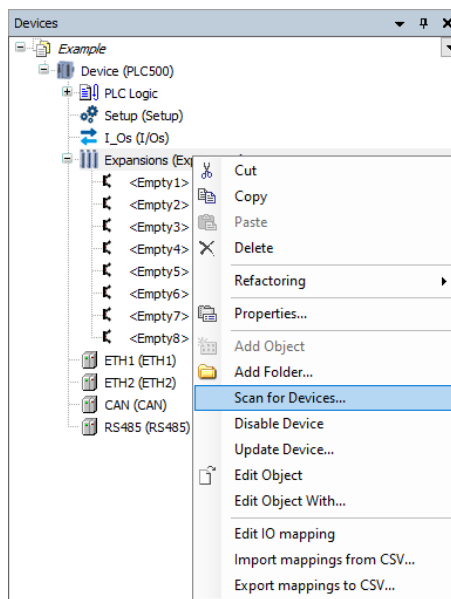 Devices
Example
Device (PLC500)
PLC Logic
Setup (Setup)
I_Os (I/Os)
Expansions (Exp
<Empty1>
<Empty2>
<Empty3>
<Empty4>
<Empty5>
<Empty6>
<Empty7>
<Empty8>
ETH1 (ETH1)
ETH2 (ETH2)
CAN (CAN)
RS485 (RS485)
Cut
Copy
Paste
Delete
Refactoring
Properties...
Add Object
Add Folder...
Scan for Devices...
Disable Device
Update Device...
Edit Object
Edit Object With...
Edit IO mapping
Import mappings from CSV...
Export mappings to CSV...